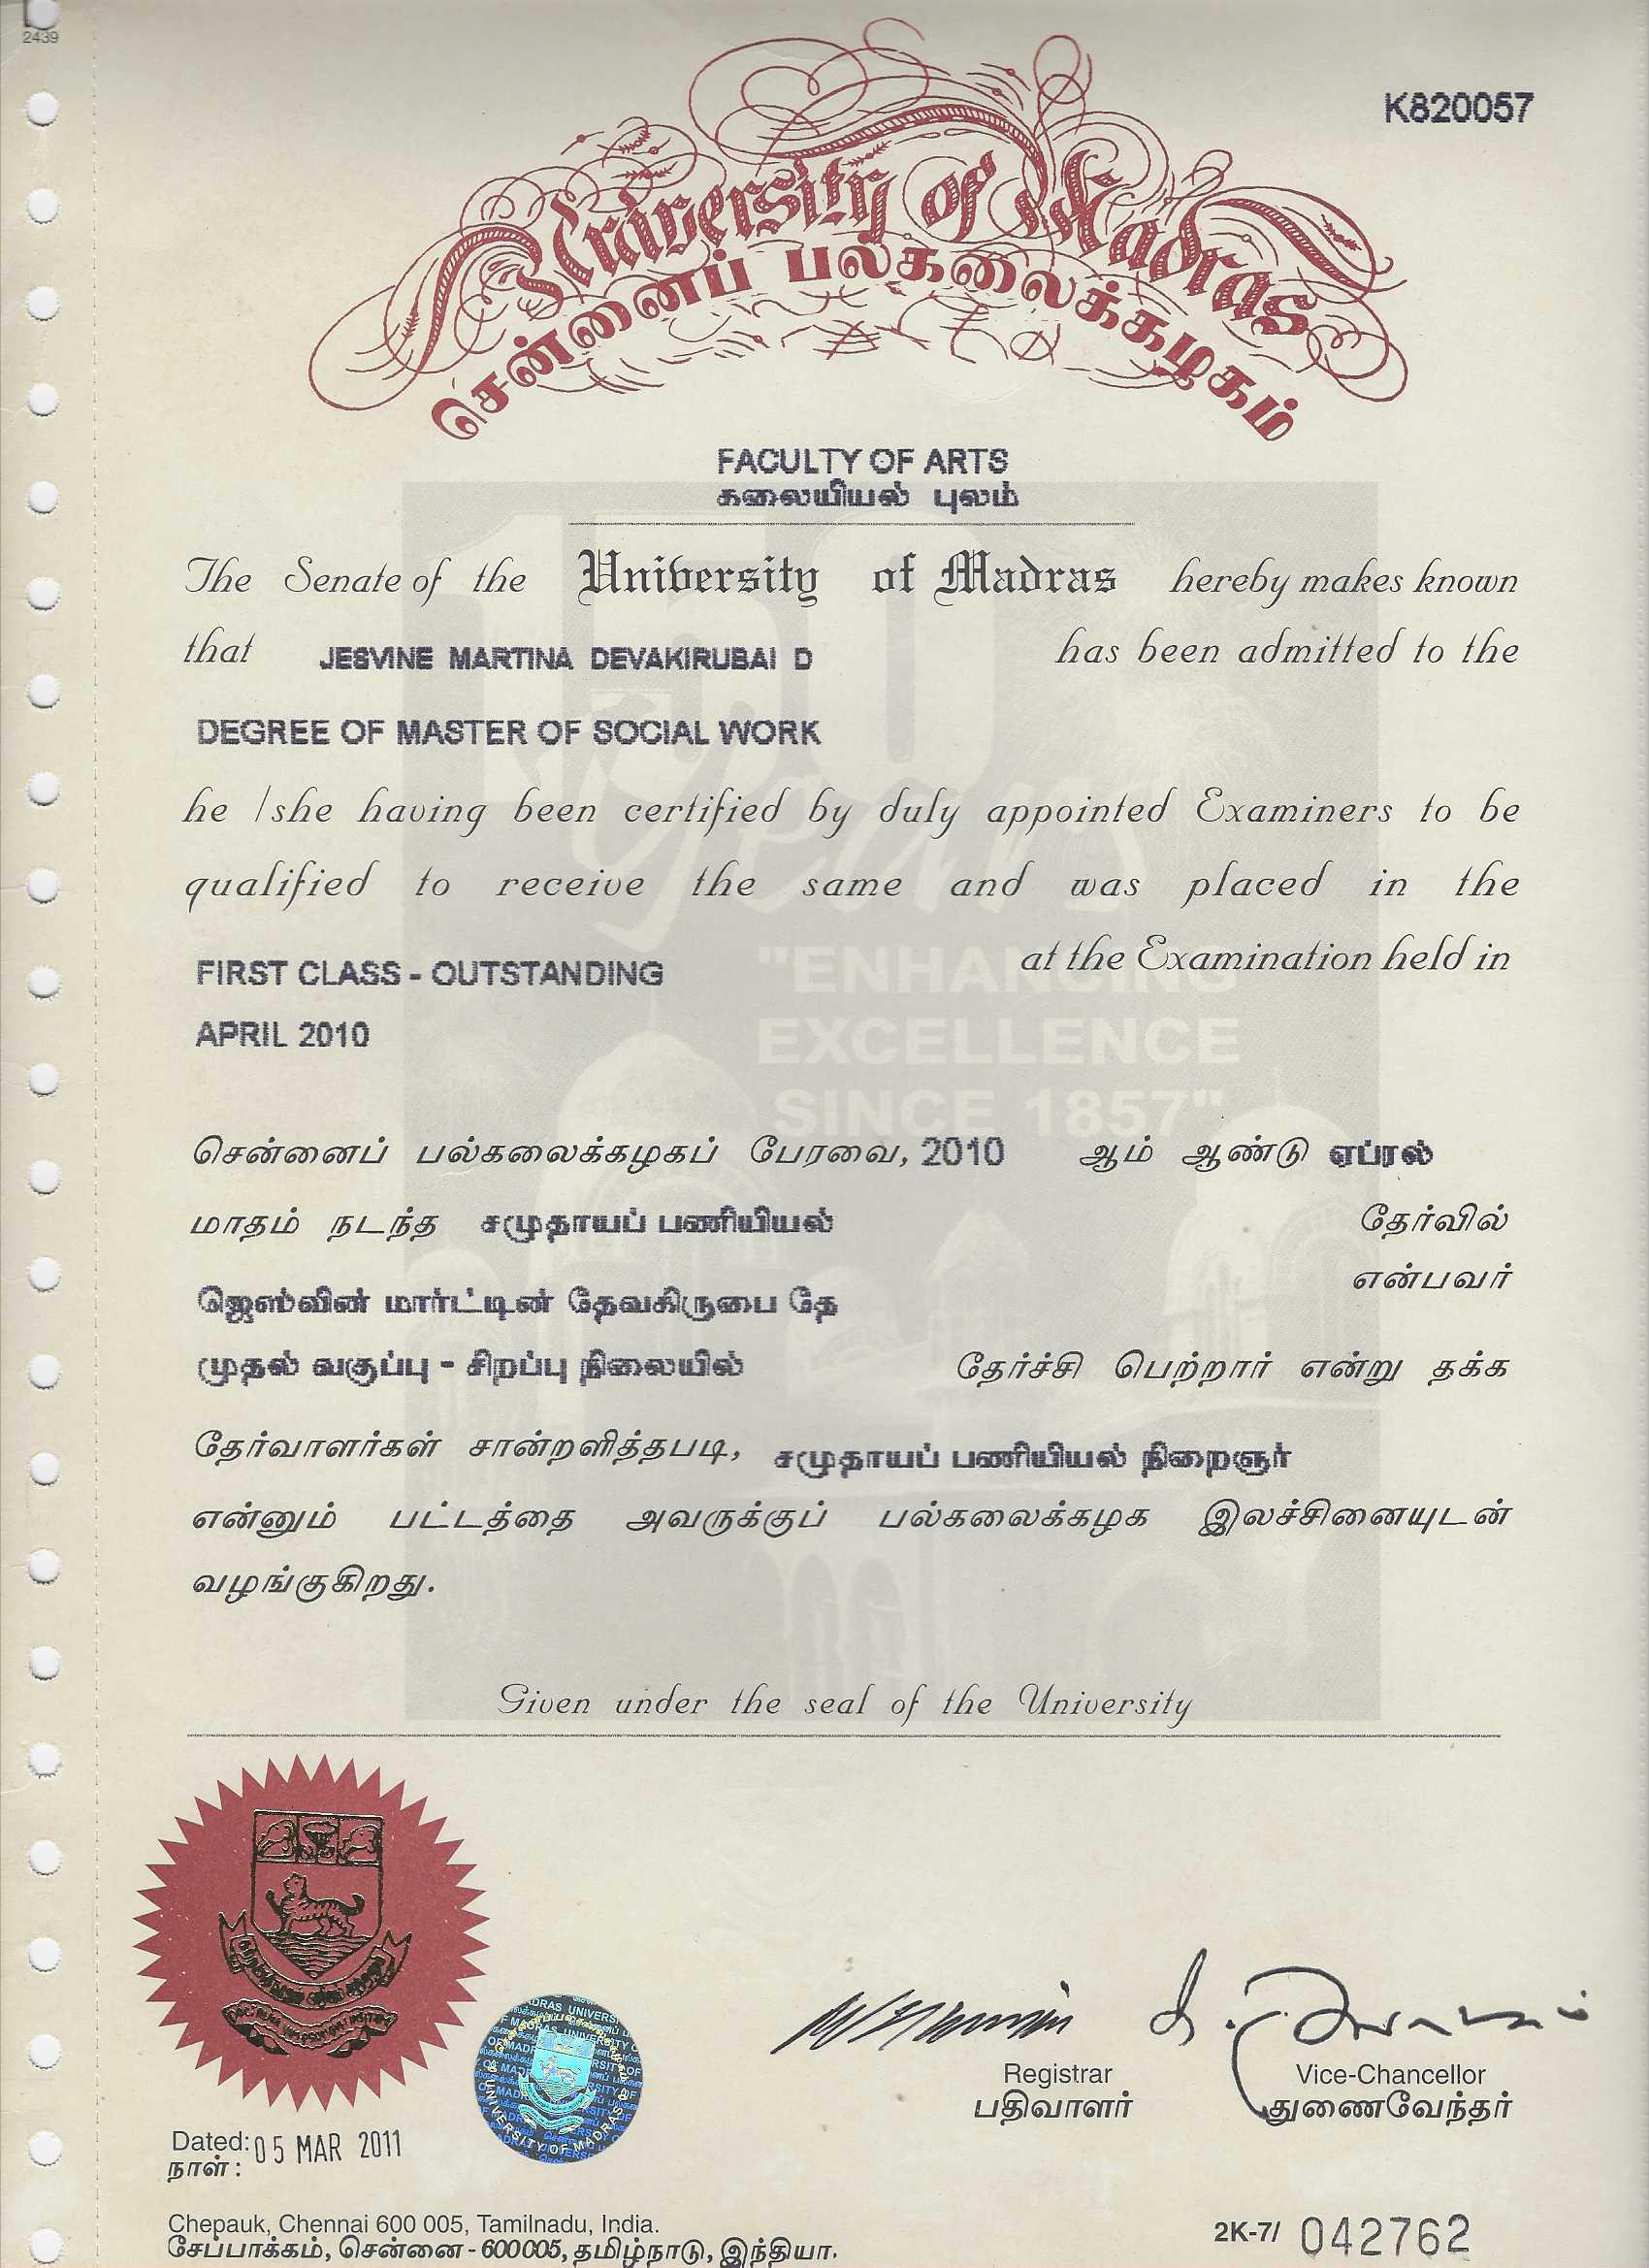 2439
K820057
University of Madras
சென்னைப் பல்கலைக்கழகம்
FACULTY OF ARTS
கலையியல் புலம்
The Senate of the University of Madras hereby makes known
that JESVINE MARTINA DEVAKIRUBAI D has been admitted to the
DEGREE OF MASTER OF SOCIAL WORK
he /she having been certified by duly appointed Examiners to be
qualified to receive the same and was placed in the
FIRST CLASS - OUTSTANDING at the Examination held in
APRIL 2010
150
years
"ENHANCING
EXCELLENCE
SINCE 1857"
சென்னைப் பல்கலைக்கழகப் பேரவை, 2010 ஆம் ஆண்டு ஏப்ரல்
மாதம் நடந்த சமுதாயப் பணியியல் தேர்வில்
ஜெஸ்வின் மார்ட்டின் தேவகிருபை தே என்பவர்
முதல் வகுப்பு - சிறப்பு நிலையில் தேர்ச்சி பெற்றார் என்று தக்க
தேர்வாளர்கள் சான்றளித்தபடி, சமுதாயப் பணியியல் நிறைஞர்
என்னும் பட்டத்தை அவருக்குப் பல்கலைக்கழக இலச்சினையுடன்
வழங்குகிறது.
Given under the seal of the University
UNIVERSITY OF MADRAS
Registrar
பதிவாளர்
Vice-Chancellor
துணைவேந்தர்
Dated: 05 MAR 2011
நாள் :
Chepauk, Chennai 600 005, Tamilnadu, India.
சேப்பாக்கம், சென்னை - 600 005, தமிழ்நாடு, இந்தியா.
2K-7/ 042762